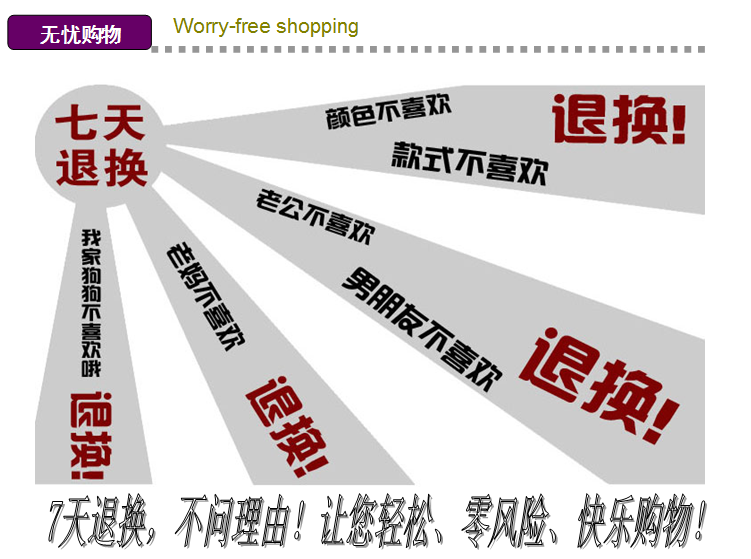 无忧购物
Worry-free shopping
七天
退换
颜色不喜欢
款式不喜欢
退换!
老公不喜欢
男朋友不喜欢
退换!
老妈不喜欢
退换!
我家狗狗不喜欢哦
退换!
7天退换，不问理由！让您轻松、零风险、快乐购物！